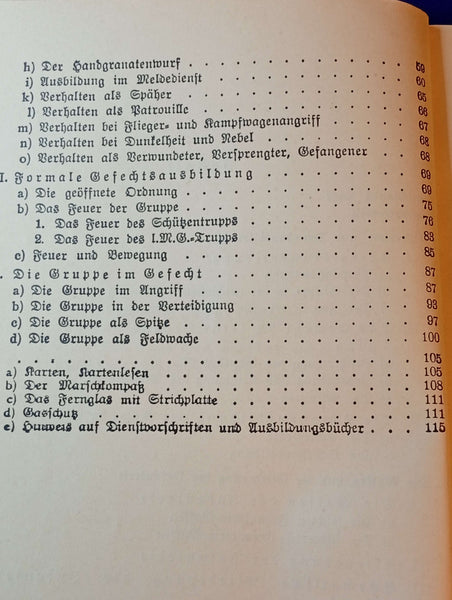 h) Der Handgranatenwurf . . . . . . . . . . . . . . 59
i) Ausbildung im Meldedienst . . . . . . . . . . . . 60
k) Verhalten als Späher . . . . . . . . . . . . . . 65
l) Verhalten als Patrouille . . . . . . . . . . . . 66
m) Verhalten bei Flieger- und Kampfwagenangriff . . . 67
n) Verhalten bei Dunkelheit und Nebel . . . . . . . 68
o) Verhalten als Verwundeter, Versprengter, Gefangener . 68
I. Formale Gefechtsausbildung . . . . . . . . . . . 69
a) Die geöffnete Ordnung . . . . . . . . . . . . . 69
b) Das Feuer der Gruppe . . . . . . . . . . . . . . 75
1. Das Feuer des Schützentrupps . . . . . . . . . . 76
2. Das Feuer des l.M.G.-Trupps . . . . . . . . . . 83
c) Feuer und Bewegung . . . . . . . . . . . . . . . 85
. Die Gruppe im Gefecht . . . . . . . . . . . . . . 87
a) Die Gruppe im Angriff . . . . . . . . . . . . . 87
b) Die Gruppe in der Verteidigung . . . . . . . . . 93
c) Die Gruppe als Spitze . . . . . . . . . . . . . 97
d) Die Gruppe als Feldwache . . . . . . . . . . . . 100
. . . . . . . . . . . . . . . . . . . . . . . . 105
a) Karten, Kartenlesen . . . . . . . . . . . . . . 105
b) Der Marschkompaß . . . . . . . . . . . . . . . . 108
c) Das Fernglas mit Strichplatte . . . . . . . . . 111
d) Gasschutz . . . . . . . . . . . . . . . . . . . 111
e) Hinweis auf Dienstvorschriften und Ausbildungsbücher . . . 115